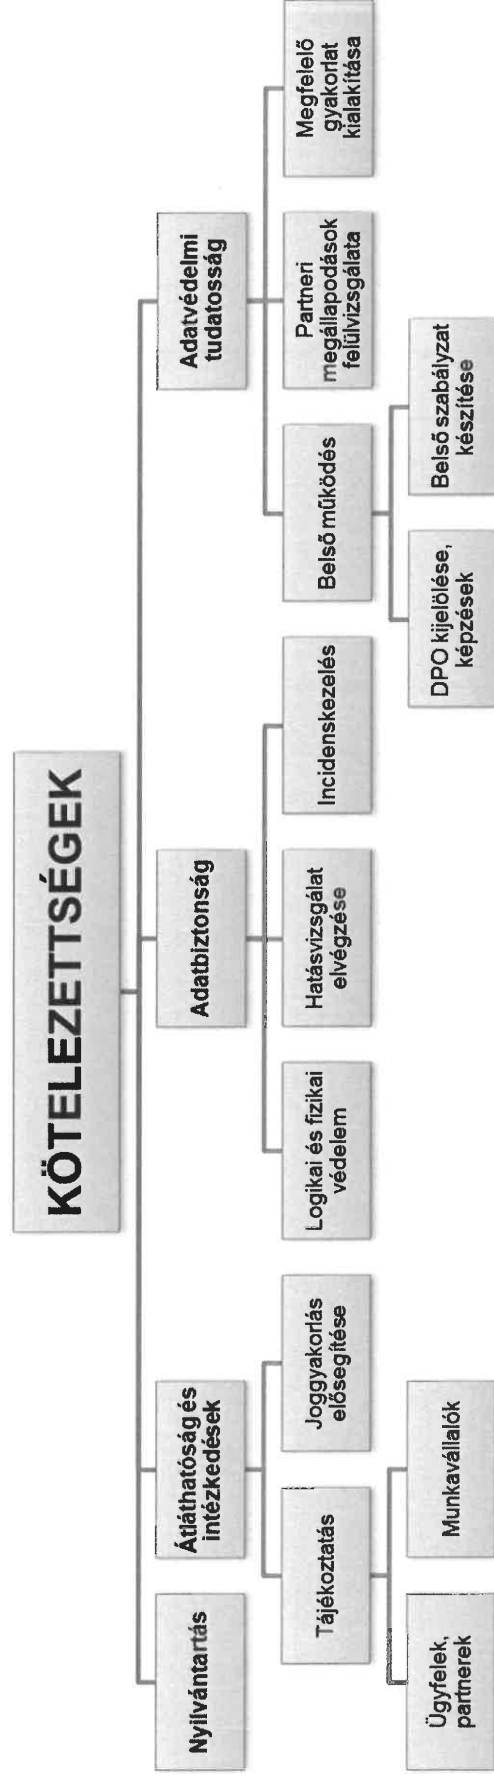 KÖTELEZETTSÉGEK
Nyilvántartás
Átláthatóság és
intézkedések
Adatbiztonság
Adatvédelmi
tudatosság
Tájékoztatás
Joggyakorlás
elősegítése
Logikai és fizikai
védelem
Hatásvizsgálat
elvégzése
Incidenskezelés
Belső működés
Partneri
megállapodások
felülvizsgálata
Megfelelő
gyakorlat
kialakítása
Ügyfelek,
partnerek
Munkavállalók
DPO kijelölése,
képzések
Belső szabályzat
készítése